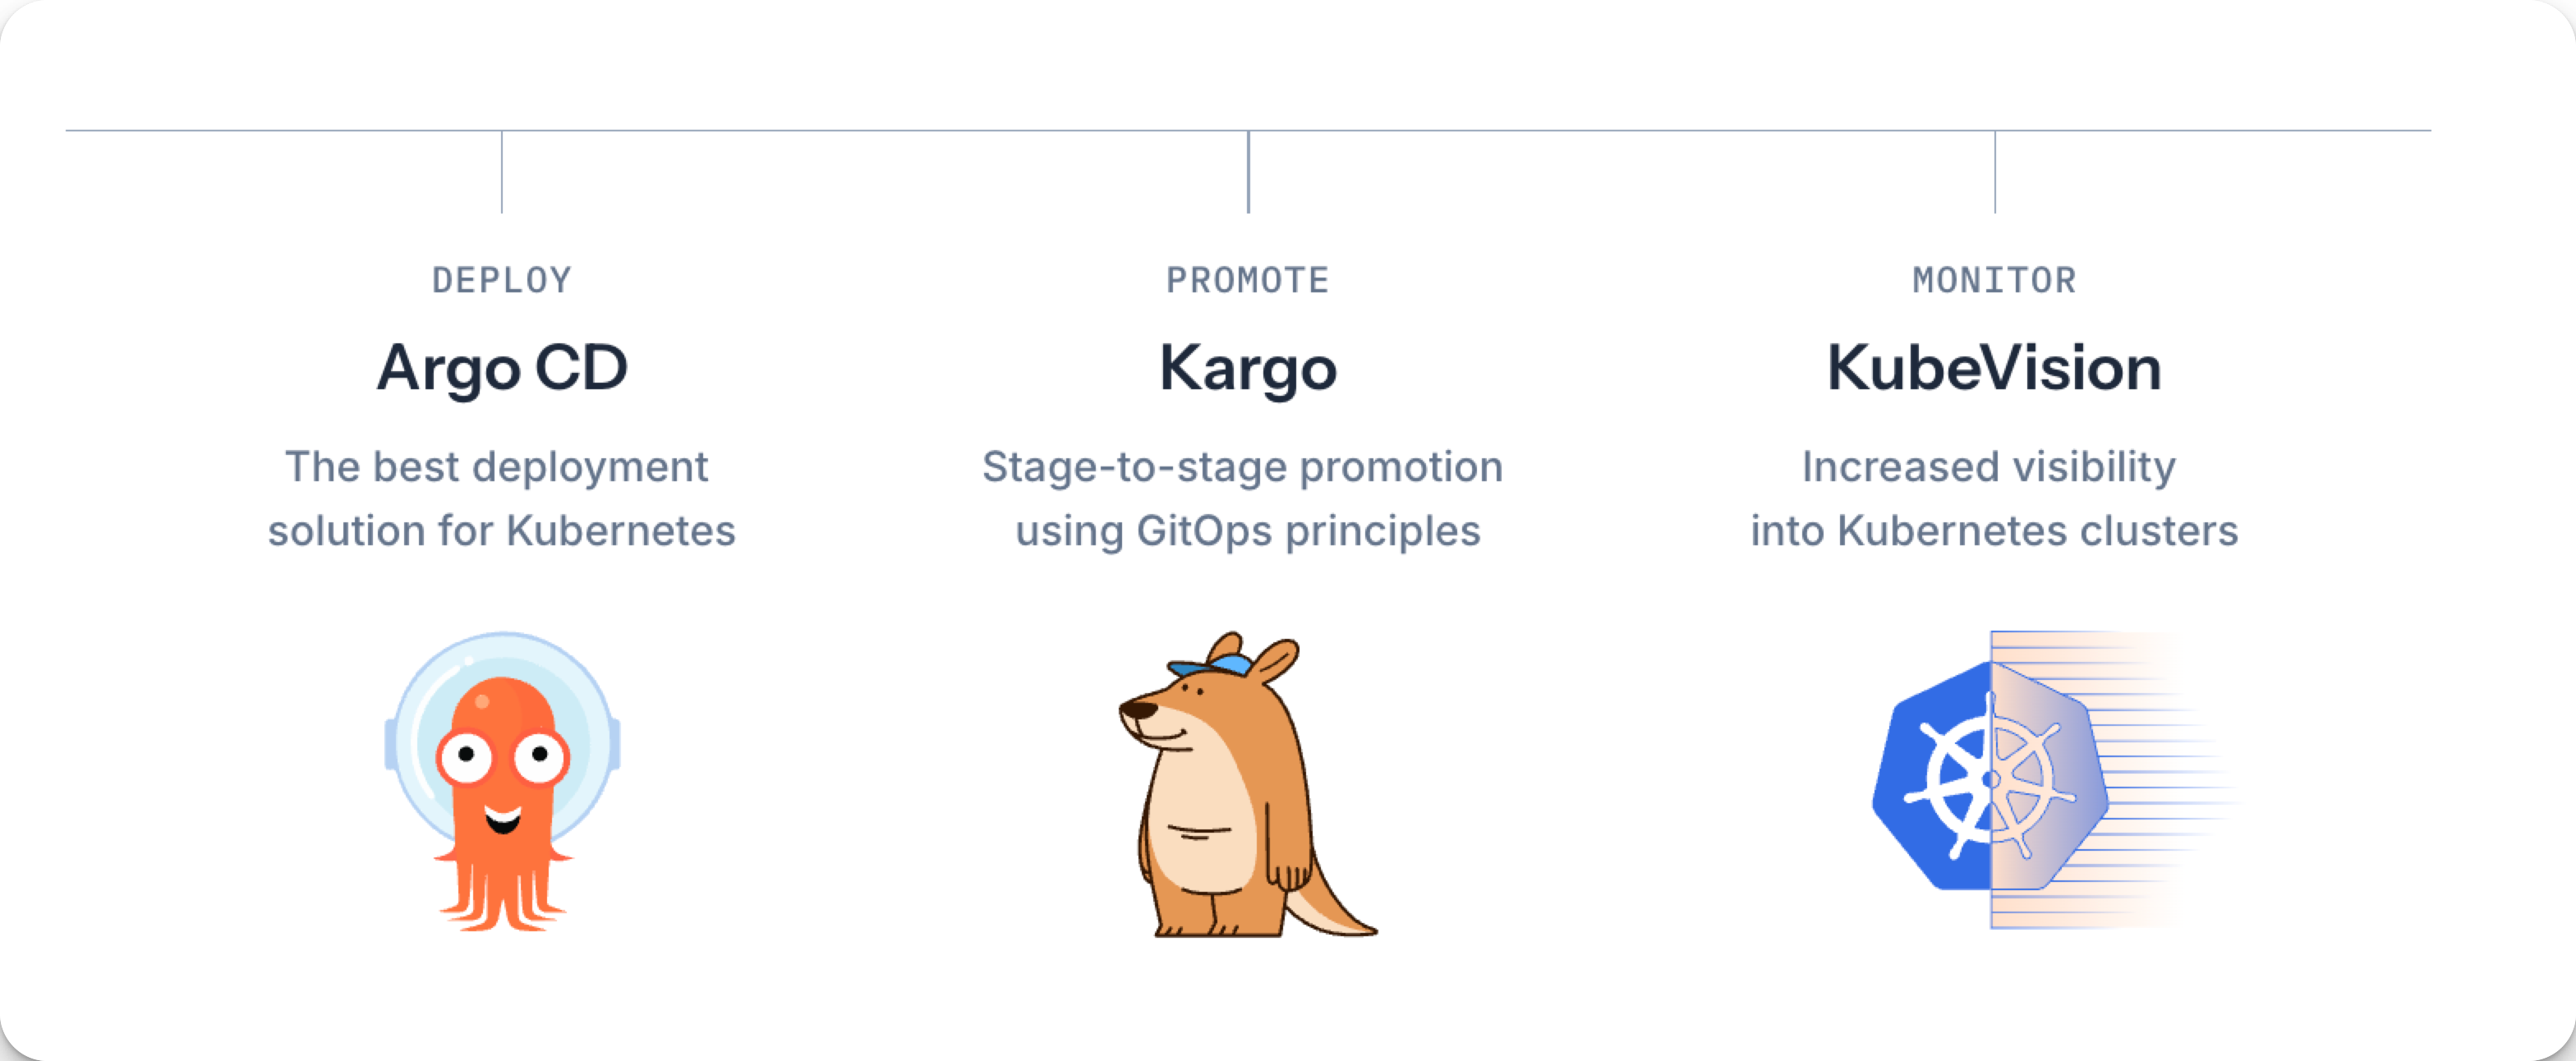 DEPLOY
Argo CD
The best deployment
solution for Kubernetes
PROMOTE
Kargo
Stage-to-stage promotion
using GitOps principles
MONITOR
KubeVision
Increased visibility
into Kubernetes clusters